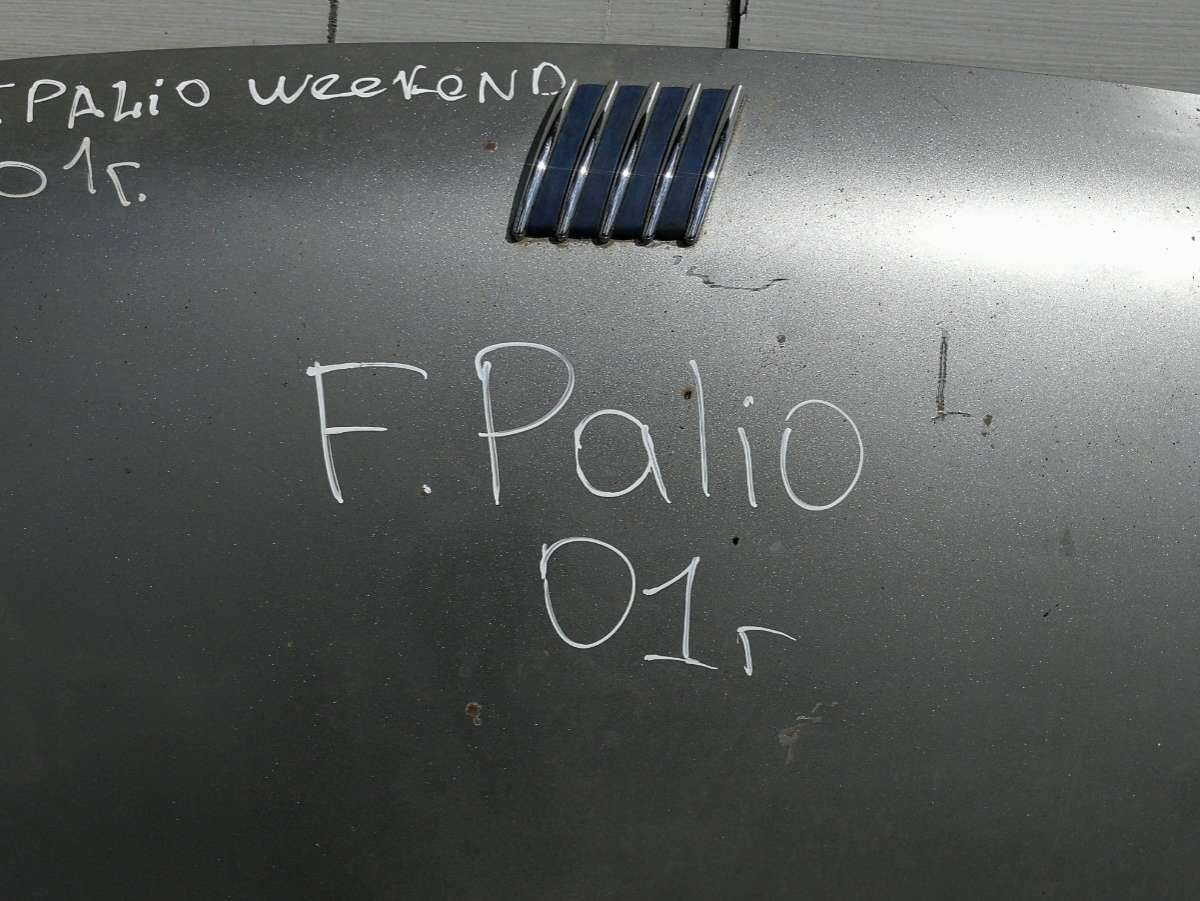 F.PALiO WeekeND
01г.
F.Palio
01г